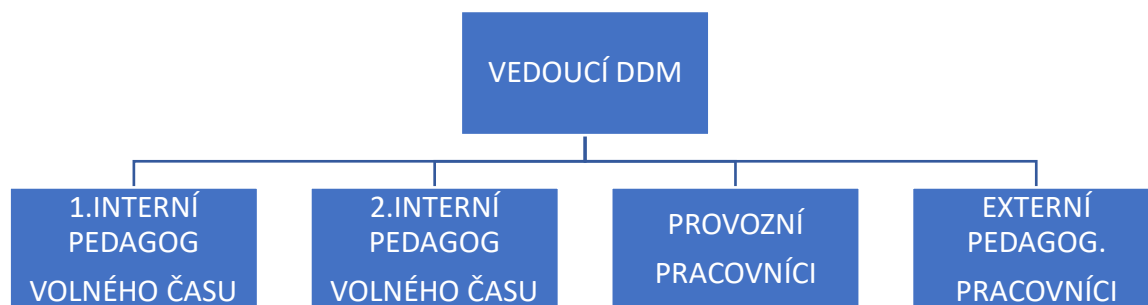 VEDOUCÍ DDM
1.INTERNÍ
PEDAGOG
VOLNÉHO ČASU
2.INTERNÍ
PEDAGOG
VOLNÉHO ČASU
PROVOZNÍ
PRACOVNÍCI
EXTERNÍ
PEDAGOG.
PRACOVNÍCI